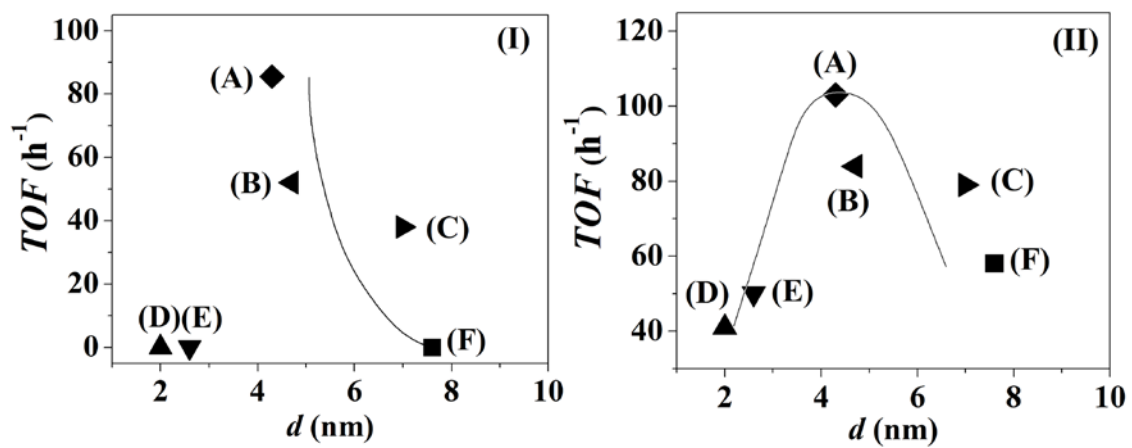 (I)
TOF (h⁻¹)
100
80
60
40
20
0
(A)
(B)
(C)
(D)(E)
(F)
2 4 6 8 10
d (nm)
(II)
TOF (h⁻¹)
120
100
80
60
40
(A)
(B)
(C)
(D)
(E)
(F)
2 4 6 8 10
d (nm)